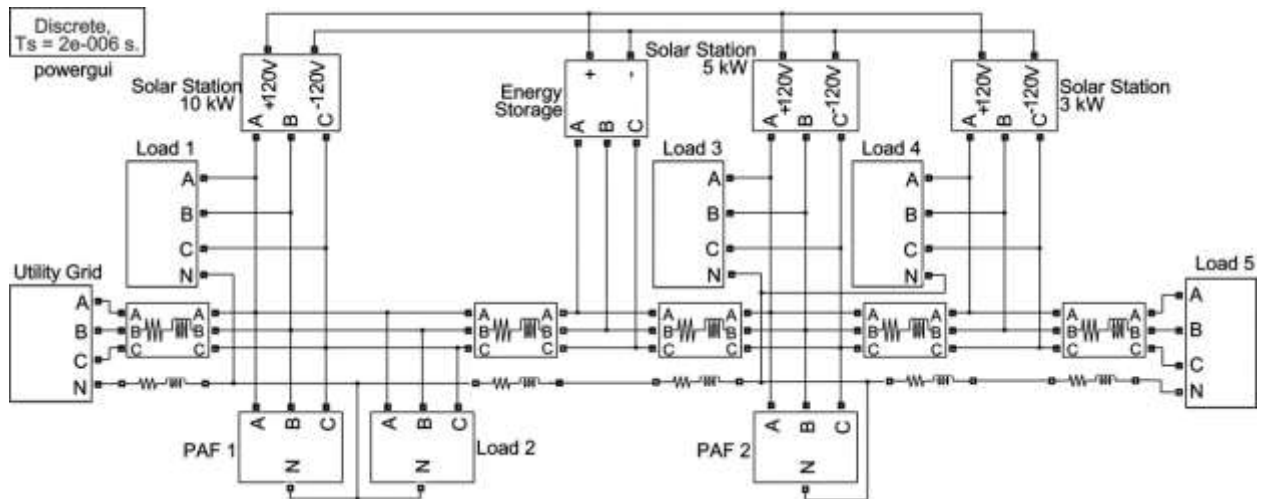 Discrete,
Ts = 2e-006 s.
powergui
Solar Station
10 kW
+120V
-120V
A
B
C
Energy
Storage
+
-
A
B
C
Solar Station
5 kW
+120V
-120V
A
B
C
Solar Station
3 kW
+120V
-120V
A
B
C
Load 1
A
B
C
N
Load 3
A
B
C
N
Load 4
A
B
C
N
Utility Grid
A
B
C
N
A A
B B
C C
A A
B B
C C
A A
B B
C C
A A
B B
C C
A A
B B
C C
Load 5
A
B
C
N
PAF 1
A
B
C
N
Load 2
A
B
C
N
PAF 2
A
B
C
N